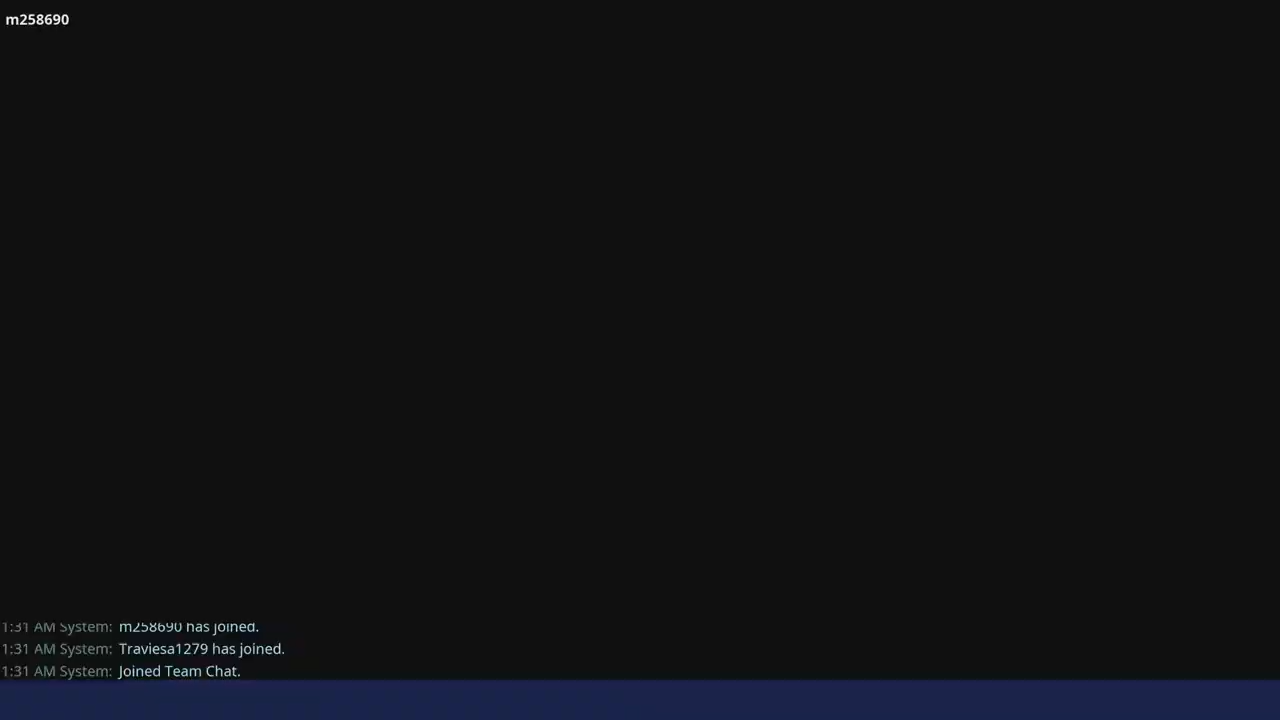 m258690
1:31 AM System: m258690 has joined.
1:31 AM System: Traviesa1279 has joined.
1:31 AM System: Joined Team Chat.